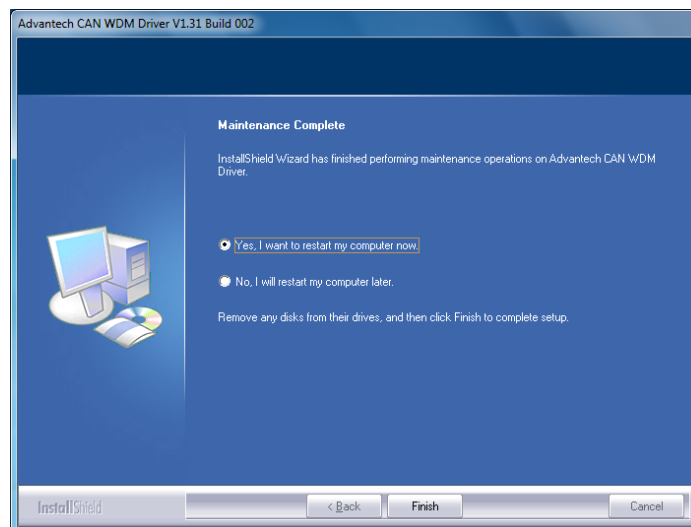 Advantech CAN WDM Driver V1.31 Build 002
Maintenance Complete
InstallShield Wizard has finished performing maintenance operations on Advantech CAN WDM
Driver.
Yes, I want to restart my computer now.
No, I will restart my computer later.
Remove any disks from their drives, and then click Finish to complete setup.
InstallShield
< Back
Finish
Cancel